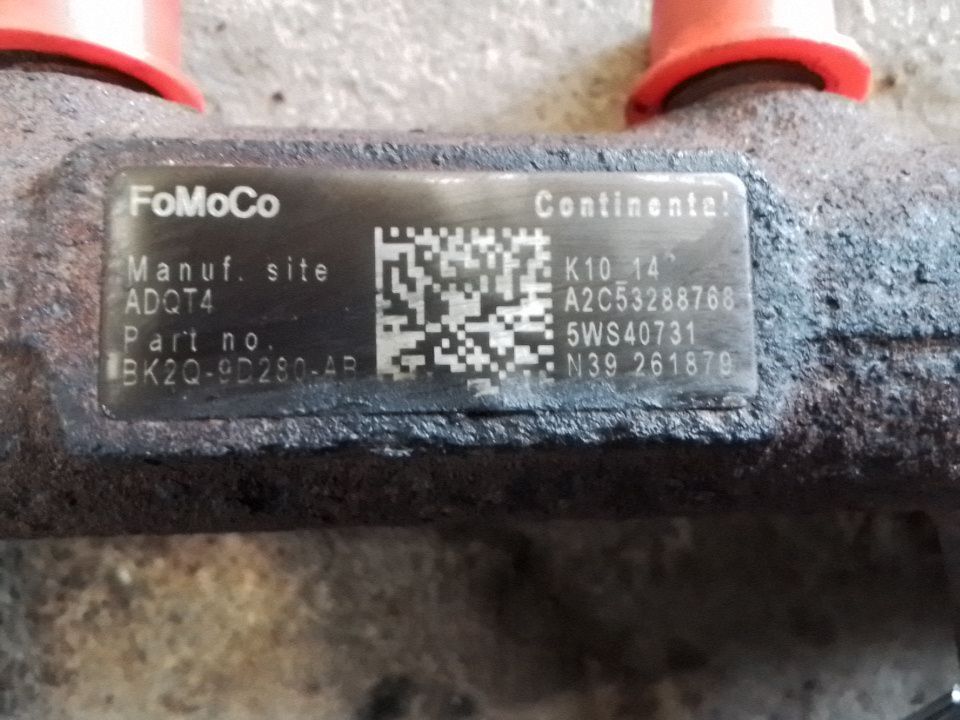 FoMoCo
Continental
Manuf. site
ADQT4
Part no.
BK2Q-9D280-AB
K10_14
A2C53288768
5WS40731
N39 261879